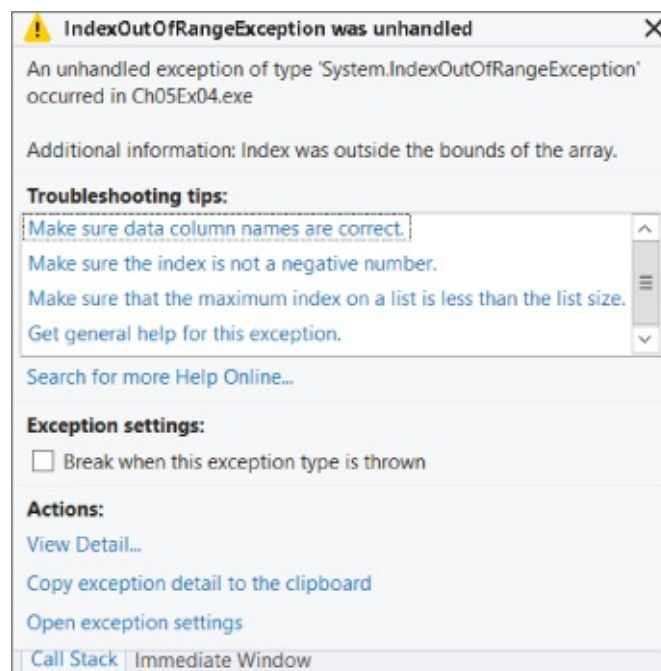 IndexOutOfRangeException was unhandled
An unhandled exception of type 'System.IndexOutOfRangeException'
occurred in Ch05Ex04.exe
Additional information: Index was outside the bounds of the array.
Troubleshooting tips:
Make sure data column names are correct.
Make sure the index is not a negative number.
Make sure that the maximum index on a list is less than the list size.
Get general help for this exception.
Search for more Help Online...
Exception settings:
Break when this exception type is thrown
Actions:
View Detail...
Copy exception detail to the clipboard
Open exception settings
Call Stack Immediate Window